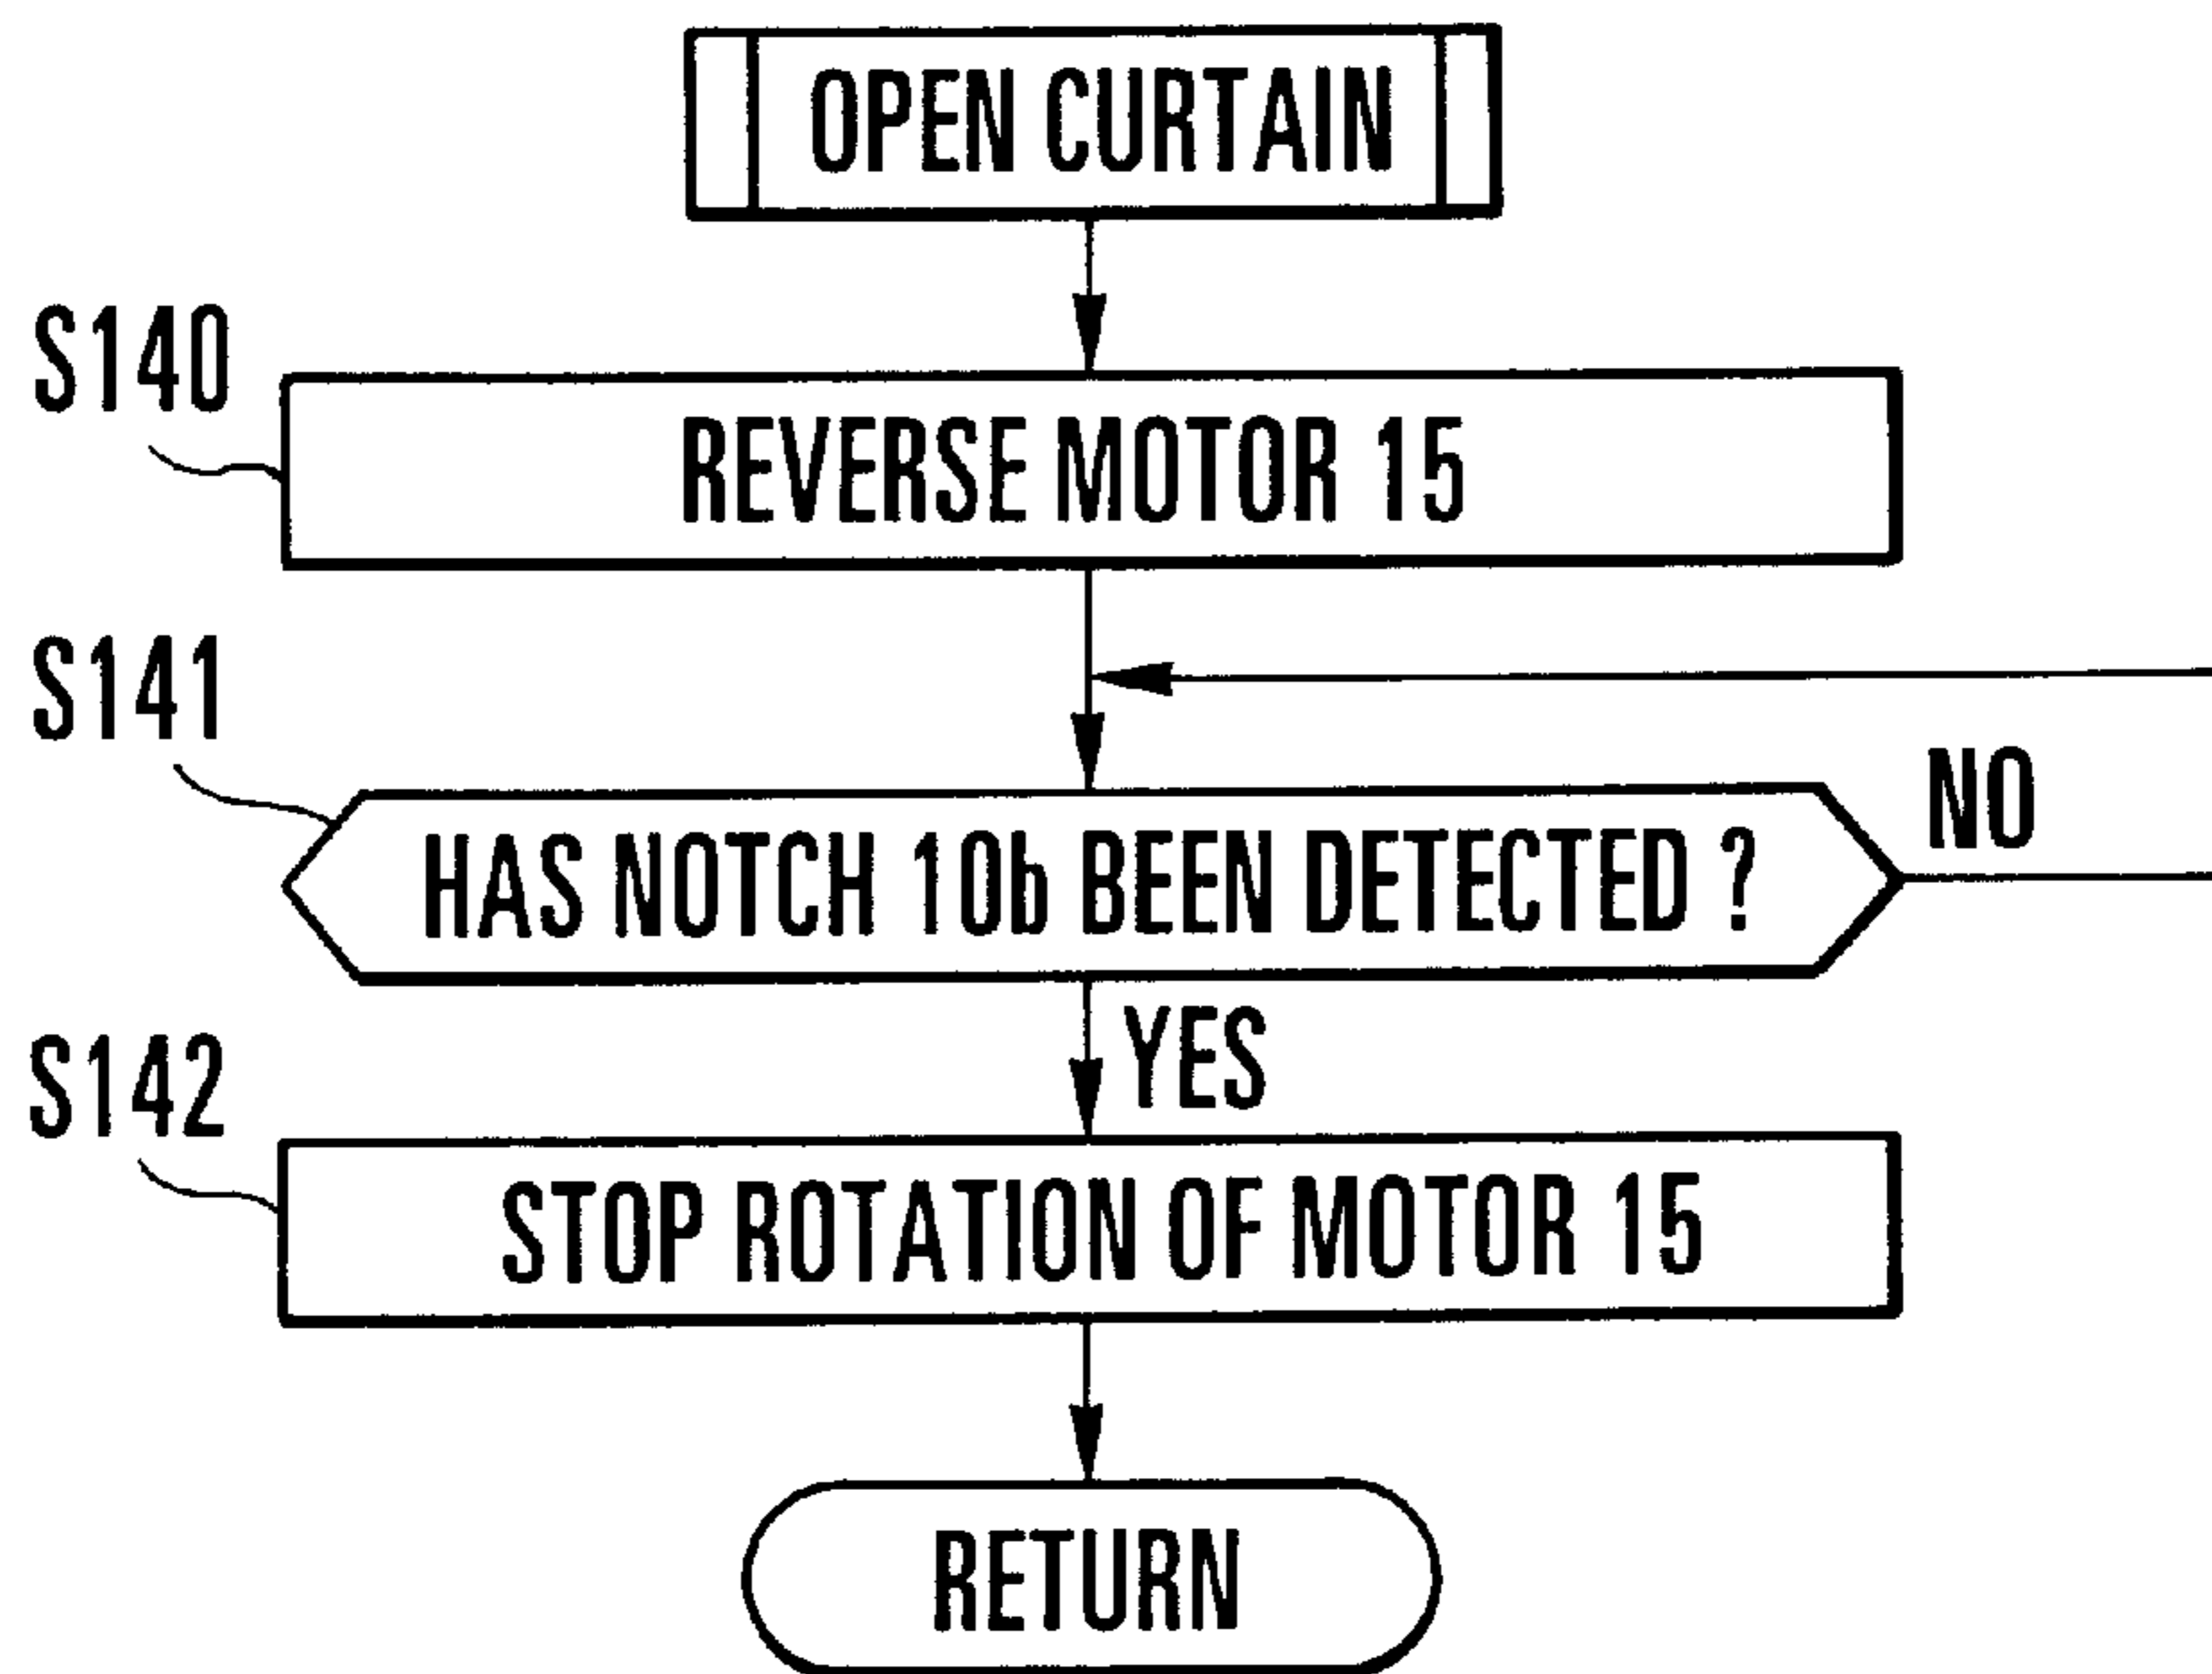 OPEN CURTAIN
S140
REVERSE MOTOR 15
S141
HAS NOTCH 10b BEEN DETECTED ?
NO
YES
S142
STOP ROTATION OF MOTOR 15
RETURN